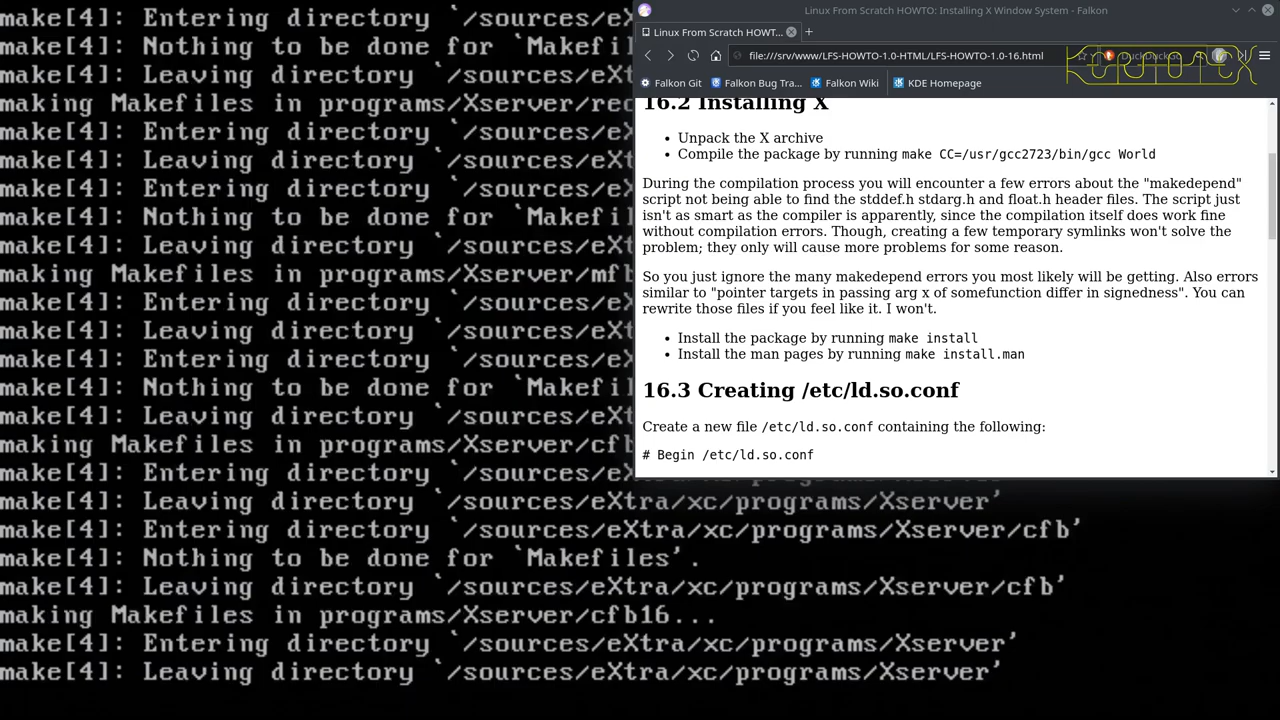 make[4]: Entering directory `/sources/eX
make[4]: Nothing to be done for `Makefil
make[4]: Leaving directory `/sources/eXt
making Makefiles in programs/Xserver/rec
make[4]: Entering directory `/sources/eX
make[4]: Leaving directory `/sources/eXt
make[4]: Entering directory `/sources/eX
make[4]: Nothing to be done for `Makefil
make[4]: Leaving directory `/sources/eXt
making Makefiles in programs/Xserver/mfb
make[4]: Entering directory `/sources/eX
make[4]: Leaving directory `/sources/eXt
make[4]: Entering directory `/sources/eX
make[4]: Nothing to be done for `Makefil
make[4]: Leaving directory `/sources/eXt
making Makefiles in programs/Xserver/cfb
make[4]: Entering directory `/sources/eX
make[4]: Leaving directory `/sources/eXtra/xc/programs/Xserver'
make[4]: Entering directory `/sources/eXtra/xc/programs/Xserver/cfb'
make[4]: Nothing to be done for `Makefiles'.
make[4]: Leaving directory `/sources/eXtra/xc/programs/Xserver/cfb'
making Makefiles in programs/Xserver/cfb16...
make[4]: Entering directory `/sources/eXtra/xc/programs/Xserver'
make[4]: Leaving directory `/sources/eXtra/xc/programs/Xserver'
Linux From Scratch HOWTO: Installing X Window System - Falkon
Linux From Scratch HOWT...
file:///srv/www/LFS-HOWTO-1.0-HTML/LFS-HOWTO-1.0-16.html
Falkon Git
Falkon Bug Tra...
Falkon Wiki
KDE Homepage
16.2 Installing X
• Unpack the X archive
• Compile the package by running make CC=/usr/gcc2723/bin/gcc World
During the compilation process you will encounter a few errors about the "makedepend"
script not being able to find the stddef.h stdarg.h and float.h header files. The script just
isn't as smart as the compiler is apparently, since the compilation itself does work fine
without compilation errors. Though, creating a few temporary symlinks won't solve the
problem; they only will cause more problems for some reason.
So you just ignore the many makedepend errors you most likely will be getting. Also errors
similar to "pointer targets in passing arg x of somefunction differ in signedness". You can
rewrite those files if you feel like it. I won't.
• Install the package by running make install
• Install the man pages by running make install.man
16.3 Creating /etc/ld.so.conf
Create a new file /etc/ld.so.conf containing the following:
# Begin /etc/ld.so.conf